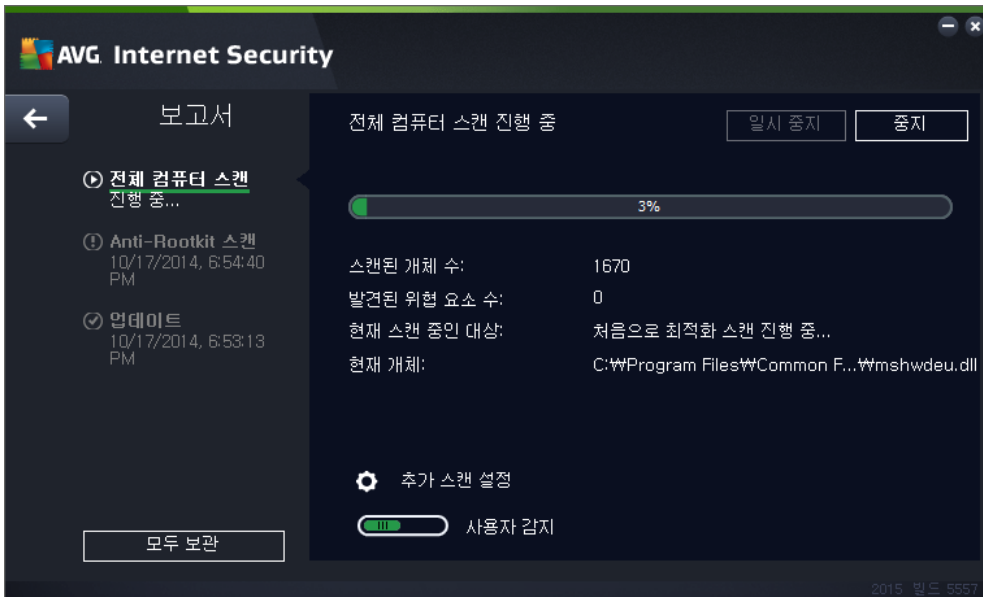 AVG. Internet Security
보고서
전체 컴퓨터 스캔
진행 중...
Anti-Rootkit 스캔
10/17/2014, 6:54:40
PM
업데이트
10/17/2014, 6:53:13
PM
모두 보관
전체 컴퓨터 스캔 진행 중
일시 중지
중지
3%
스캔된 개체 수: 1670
발견된 위협 요소 수: 0
현재 스캔 중인 대상: 처음으로 최적화 스캔 진행 중...
현재 개체: C:₩Program Files₩Common F...₩mshwdeu.dll
추가 스캔 설정
사용자 감지
2015 빌드 5557